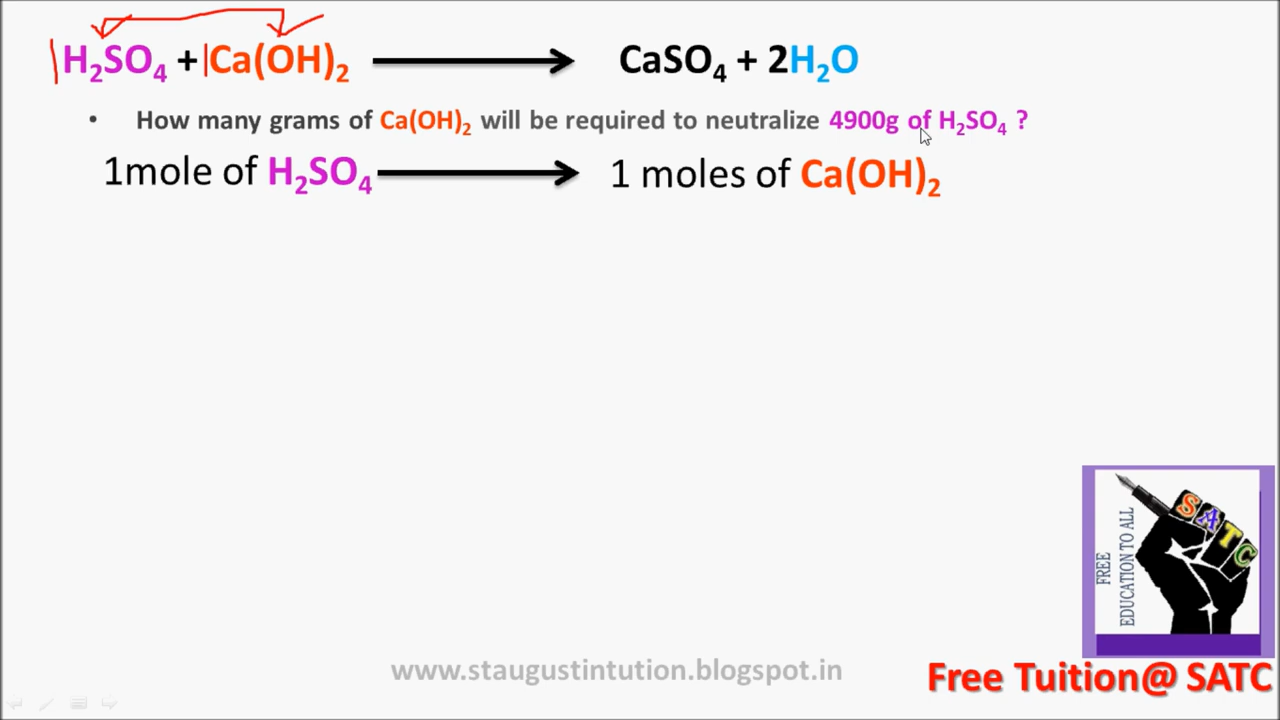 H₂SO₄ + Ca(OH)₂ → CaSO₄ + 2H₂O
• How many grams of Ca(OH)₂ will be required to neutralize 4900g of H₂SO₄ ?
1mole of H₂SO₄ → 1 moles of Ca(OH)₂
SATC
FREE
EDUCATION TO ALL
www.staugustintution.blogspot.in
Free Tuition@ SATC